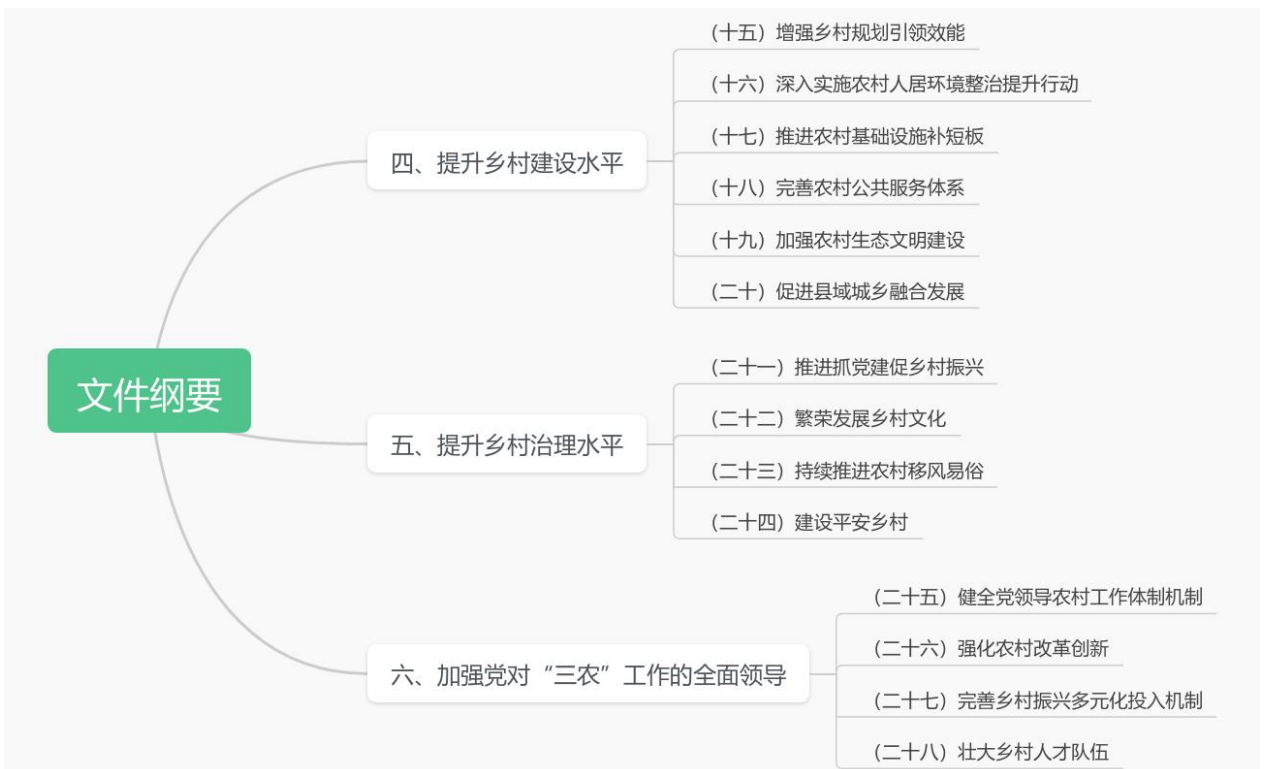 文件纲要
四、提升乡村建设水平
（十五）增强乡村规划引领效能
（十六）深入实施农村人居环境整治提升行动
（十七）推进农村基础设施补短板
（十八）完善农村公共服务体系
（十九）加强农村生态文明建设
（二十）促进县域城乡融合发展
五、提升乡村治理水平
（二十一）推进抓党建促乡村振兴
（二十二）繁荣发展乡村文化
（二十三）持续推进农村移风易俗
（二十四）建设平安乡村
六、加强党对“三农”工作的全面领导
（二十五）健全党领导农村工作体制机制
（二十六）强化农村改革创新
（二十七）完善乡村振兴多元化投入机制
（二十八）壮大乡村人才队伍